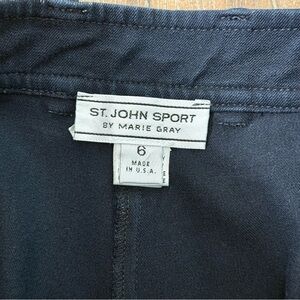 ST. JOHN SPORT
BY MARIE GRAY
6
MADE
IN U.S.A.